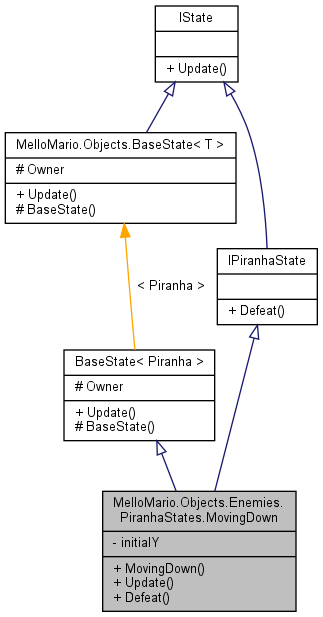 IState
+ Update()
MelloMario.Objects.BaseState< T >
# Owner
+ Update()
# BaseState()
IPiranhaState
+ Defeat()
< Piranha >
BaseState< Piranha >
# Owner
+ Update()
# BaseState()
MelloMario.Objects.Enemies.
PiranhaStates.MovingDown
- initialY
+ MovingDown()
+ Update()
+ Defeat()